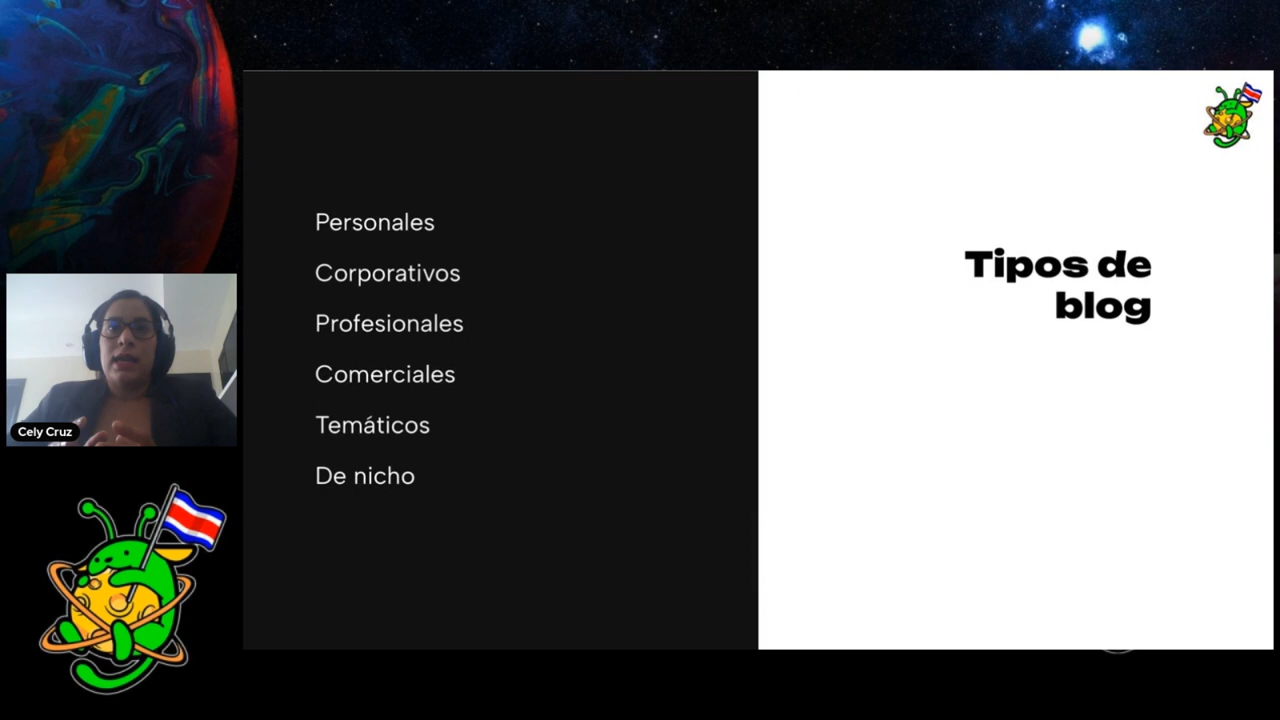 Personales
Corporativos
Profesionales
Comerciales
Temáticos
De nicho
Tipos de
blog
Cely Cruz